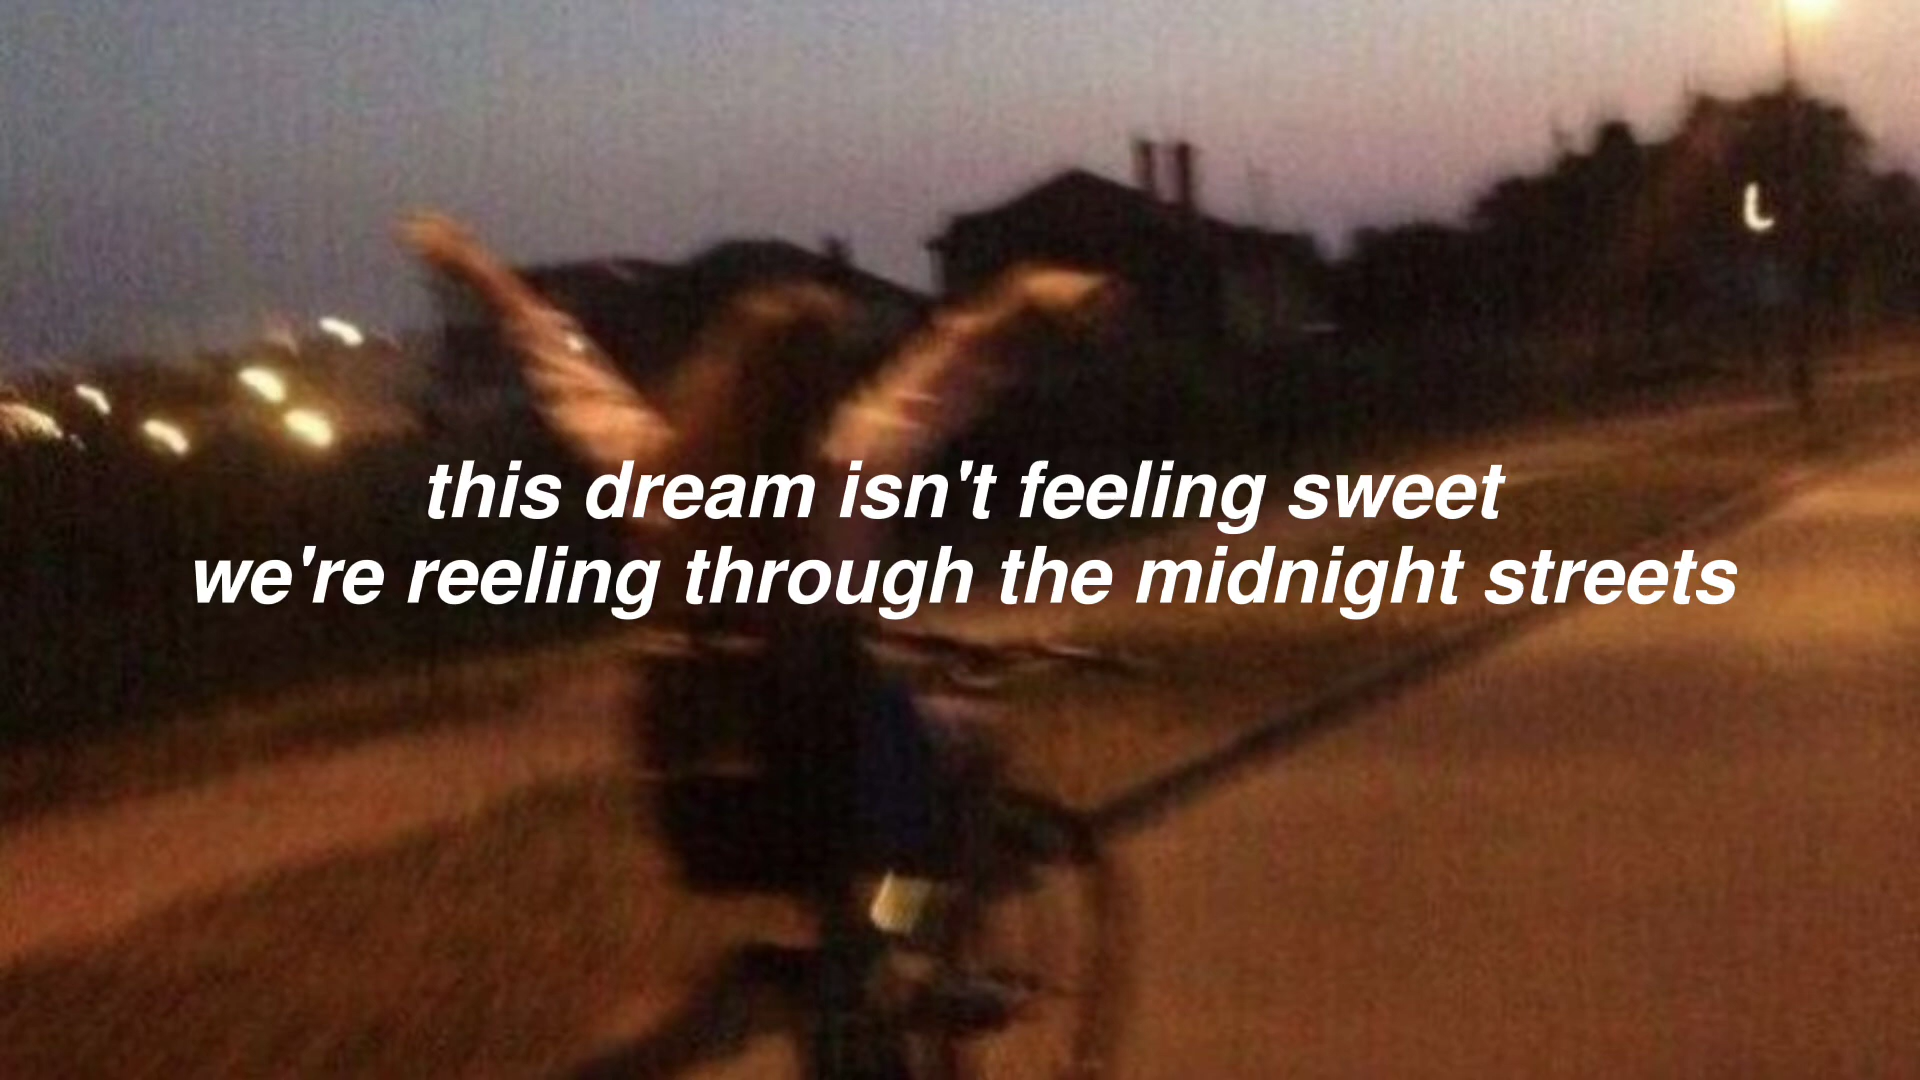 this dream isn't feeling sweet
we're reeling through the midnight streets